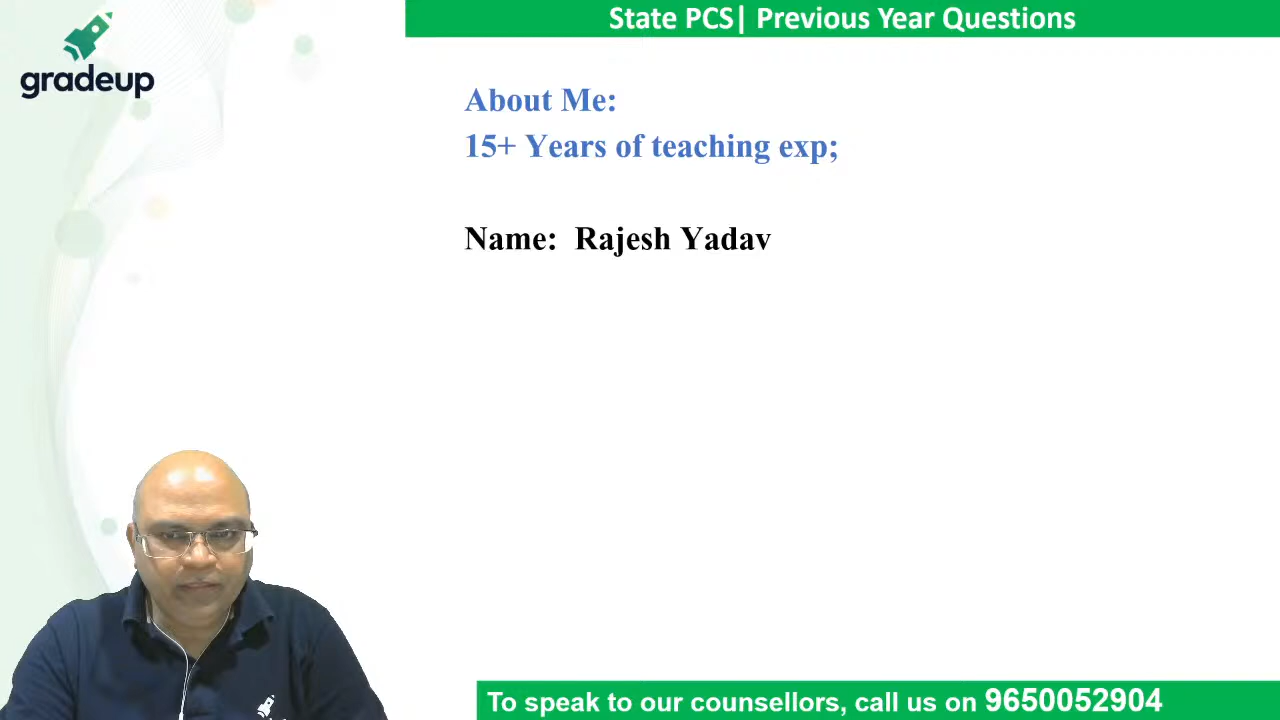 State PCS| Previous Year Questions
gradeup
About Me:
15+ Years of teaching exp;
Name:  Rajesh Yadav
To speak to our counsellors, call us on 9650052904